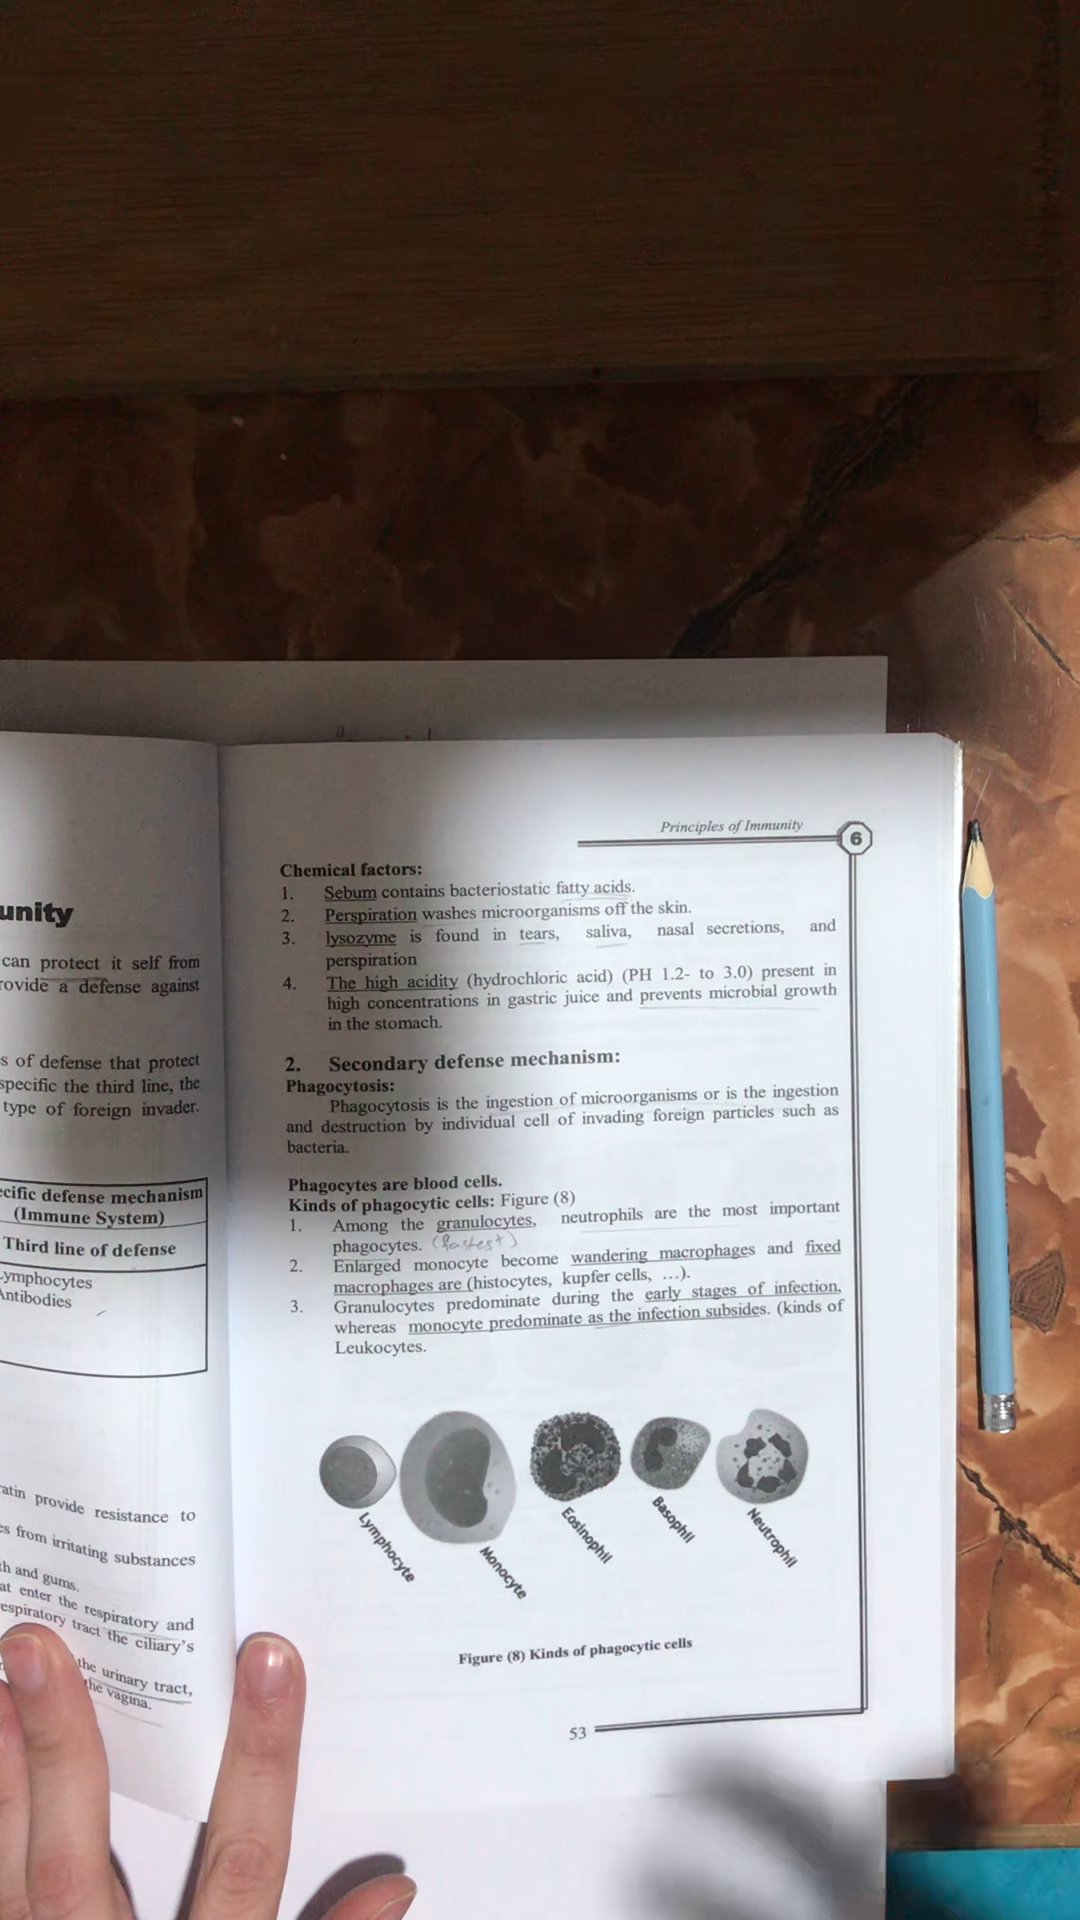 unity
can protect it self from
rovide a defense against
s of defense that protect
specific the third line, the
type of foreign invader.
ecific defense mechanism
(Immune System)
Third line of defense
Lymphocytes
Antibodies
ratin provide resistance to
es from irritating substances
th and gums.
at enter the respiratory and
espiratory tract the ciliary's
the urinary tract,
the vagina.
Principles of Immunity
6
Chemical factors:
1. Sebum contains bacteriostatic fatty acids.
2. Perspiration washes microorganisms off the skin.
3. lysozyme is found in tears, saliva, nasal secretions, and
perspiration
4. The high acidity (hydrochloric acid) (PH 1.2- to 3.0) present in
high concentrations in gastric juice and prevents microbial growth
in the stomach.
2. Secondary defense mechanism:
Phagocytosis:
Phagocytosis is the ingestion of microorganisms or is the ingestion
and destruction by individual cell of invading foreign particles such as
bacteria.
Phagocytes are blood cells.
Kinds of phagocytic cells: Figure (8)
1. Among the granulocytes, neutrophils are the most important
phagocytes. (fastest)
2. Enlarged monocyte become wandering macrophages and fixed
macrophages are (histocytes, kupfer cells, ...).
3. Granulocytes predominate during the early stages of infection,
whereas monocyte predominate as the infection subsides. (kinds of
Leukocytes.
Lymphocyte
Monocyte
Eosinophil
Basophil
Neutrophil
Figure (8) Kinds of phagocytic cells
53